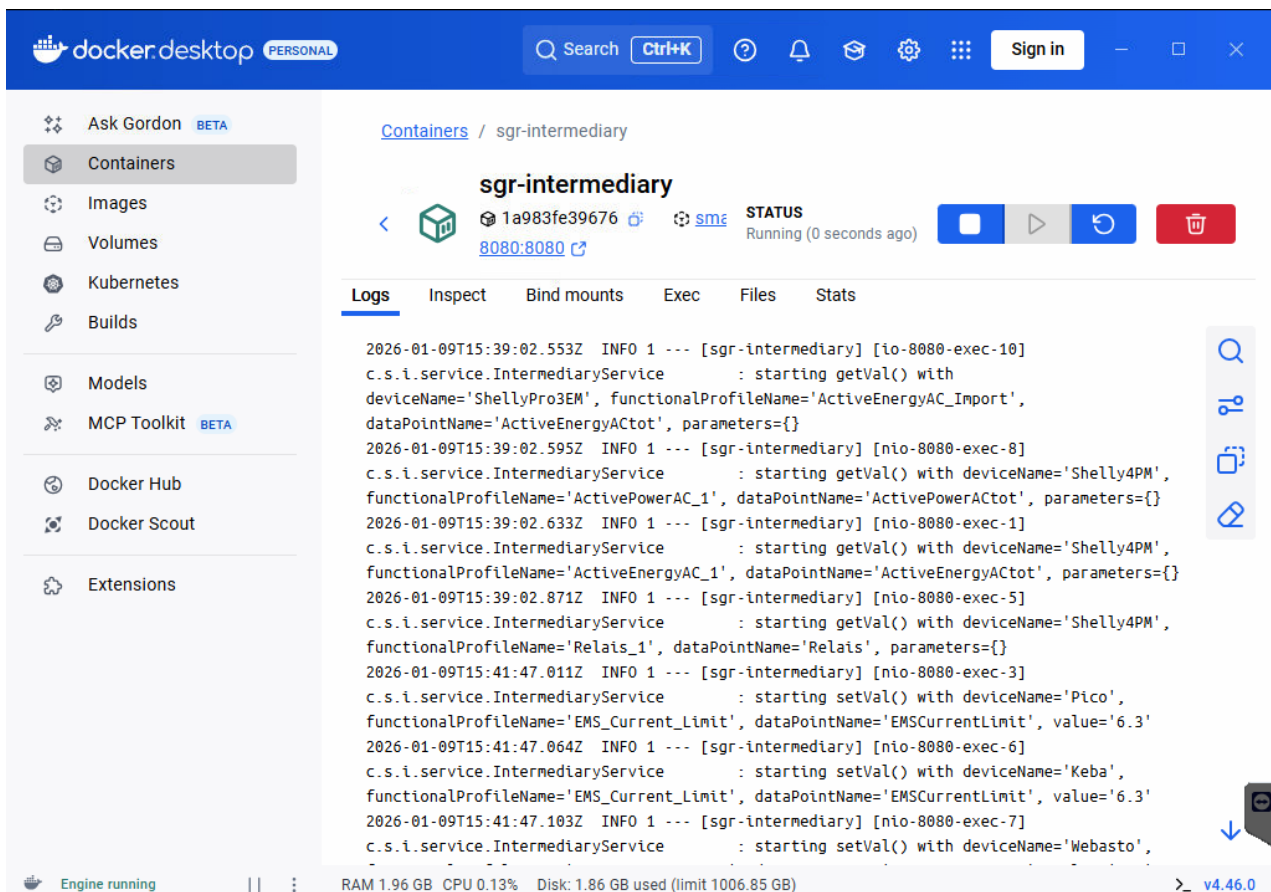 docker.desktop PERSONAL
Search Ctrl+K
Sign in
Ask Gordon BETA
Containers
Images
Volumes
Kubernetes
Builds
Models
MCP Toolkit BETA
Docker Hub
Docker Scout
Extensions
Containers / sgr-intermediary
sgr-intermediary
1a983fe39676 sma
8080:8080
STATUS
Running (0 seconds ago)
Logs Inspect Bind mounts Exec Files Stats
2026-01-09T15:39:02.553Z  INFO 1 --- [sgr-intermediary] [io-8080-exec-10]
c.s.i.service.IntermediaryService        : starting getVal() with
deviceName='ShellyPro3EM', functionalProfileName='ActiveEnergyAC_Import',
dataPointName='ActiveEnergyACtot', parameters={}
2026-01-09T15:39:02.595Z  INFO 1 --- [sgr-intermediary] [nio-8080-exec-8]
c.s.i.service.IntermediaryService        : starting getVal() with deviceName='Shelly4PM',
functionalProfileName='ActivePowerAC_1', dataPointName='ActivePowerACtot', parameters={}
2026-01-09T15:39:02.633Z  INFO 1 --- [sgr-intermediary] [nio-8080-exec-1]
c.s.i.service.IntermediaryService        : starting getVal() with deviceName='Shelly4PM',
functionalProfileName='ActiveEnergyAC_1', dataPointName='ActiveEnergyACtot', parameters={}
2026-01-09T15:39:02.871Z  INFO 1 --- [sgr-intermediary] [nio-8080-exec-5]
c.s.i.service.IntermediaryService        : starting getVal() with deviceName='Shelly4PM',
functionalProfileName='Relais_1', dataPointName='Relais', parameters={}
2026-01-09T15:41:47.011Z  INFO 1 --- [sgr-intermediary] [nio-8080-exec-3]
c.s.i.service.IntermediaryService        : starting setVal() with deviceName='Pico',
functionalProfileName='EMS_Current_Limit', dataPointName='EMSCurrentLimit', value='6.3'
2026-01-09T15:41:47.064Z  INFO 1 --- [sgr-intermediary] [nio-8080-exec-6]
c.s.i.service.IntermediaryService        : starting setVal() with deviceName='Keba',
functionalProfileName='EMS_Current_Limit', dataPointName='EMSCurrentLimit', value='6.3'
2026-01-09T15:41:47.103Z  INFO 1 --- [sgr-intermediary] [nio-8080-exec-7]
c.s.i.service.IntermediaryService        : starting setVal() with deviceName='Webasto',
Engine running
RAM 1.96 GB CPU 0.13% Disk: 1.86 GB used (limit 1006.85 GB)
v4.46.0